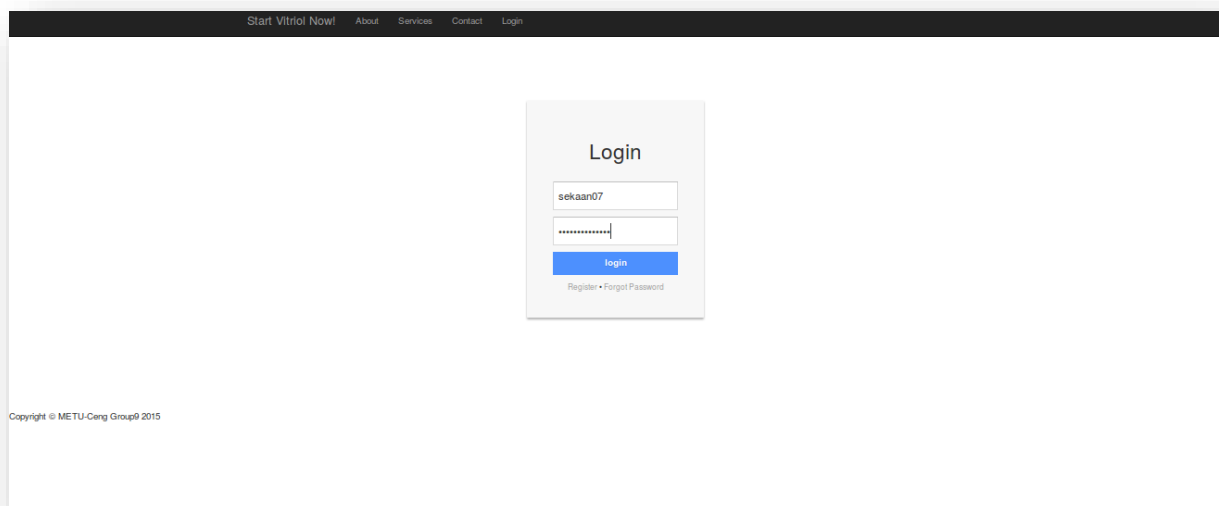 Start Vitriol Now! About Services Contact Login
Login
sekaan07
••••••••••••••
login
Register • Forgot Password
Copyright © METU-Ceng Group9 2015